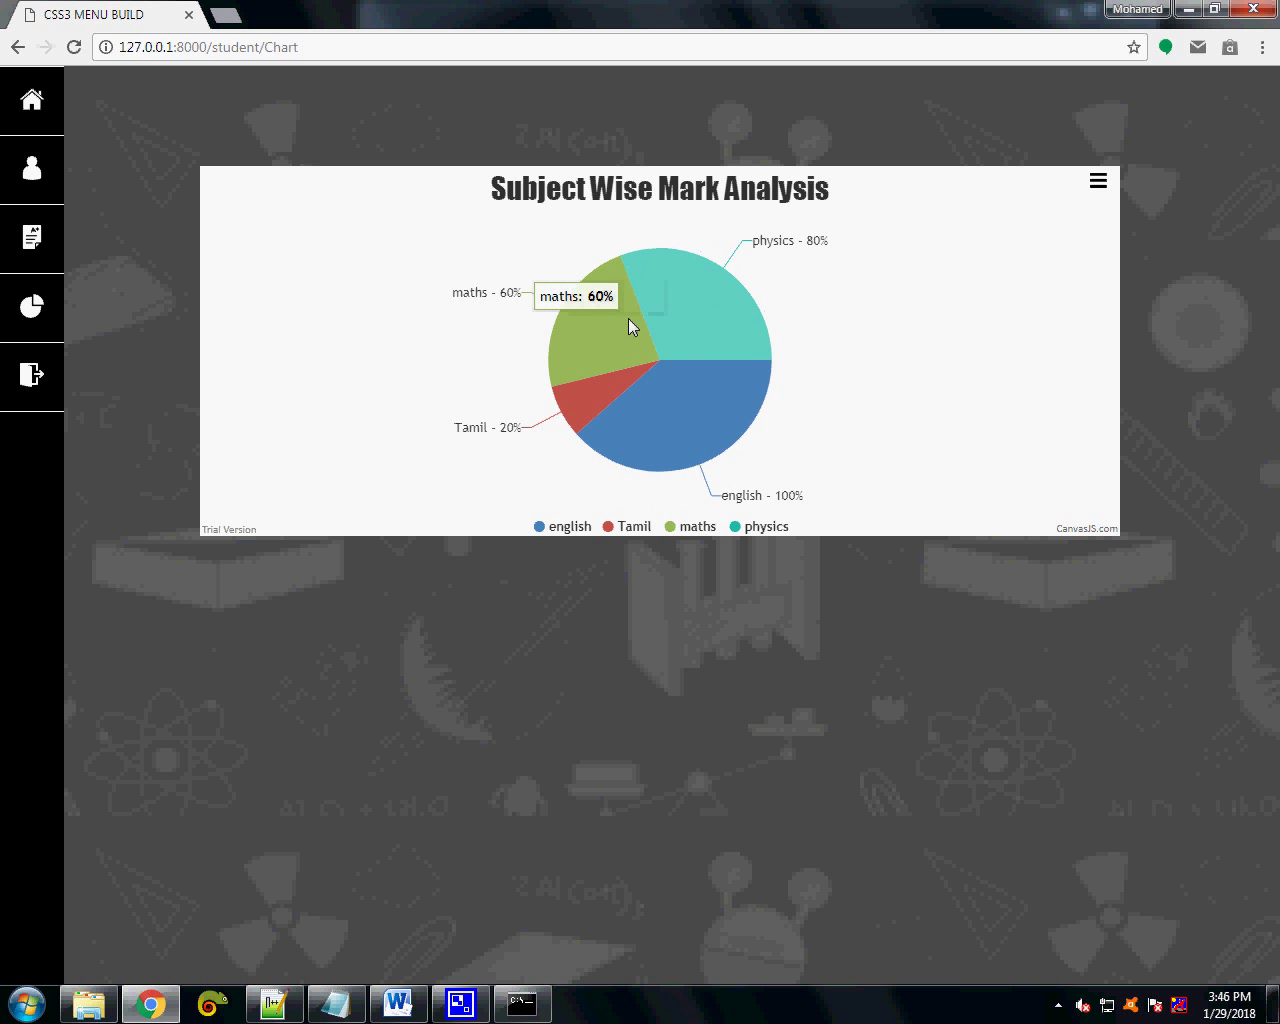 CSS3 MENU BUILD
Mohamed
127.0.0.1:8000/student/Chart
Subject Wise Mark Analysis
physics - 80%
maths - 60%
maths: 60%
Tamil - 20%
english - 100%
english Tamil maths physics
Trial Version
CanvasJS.com
3:46 PM
1/29/2018